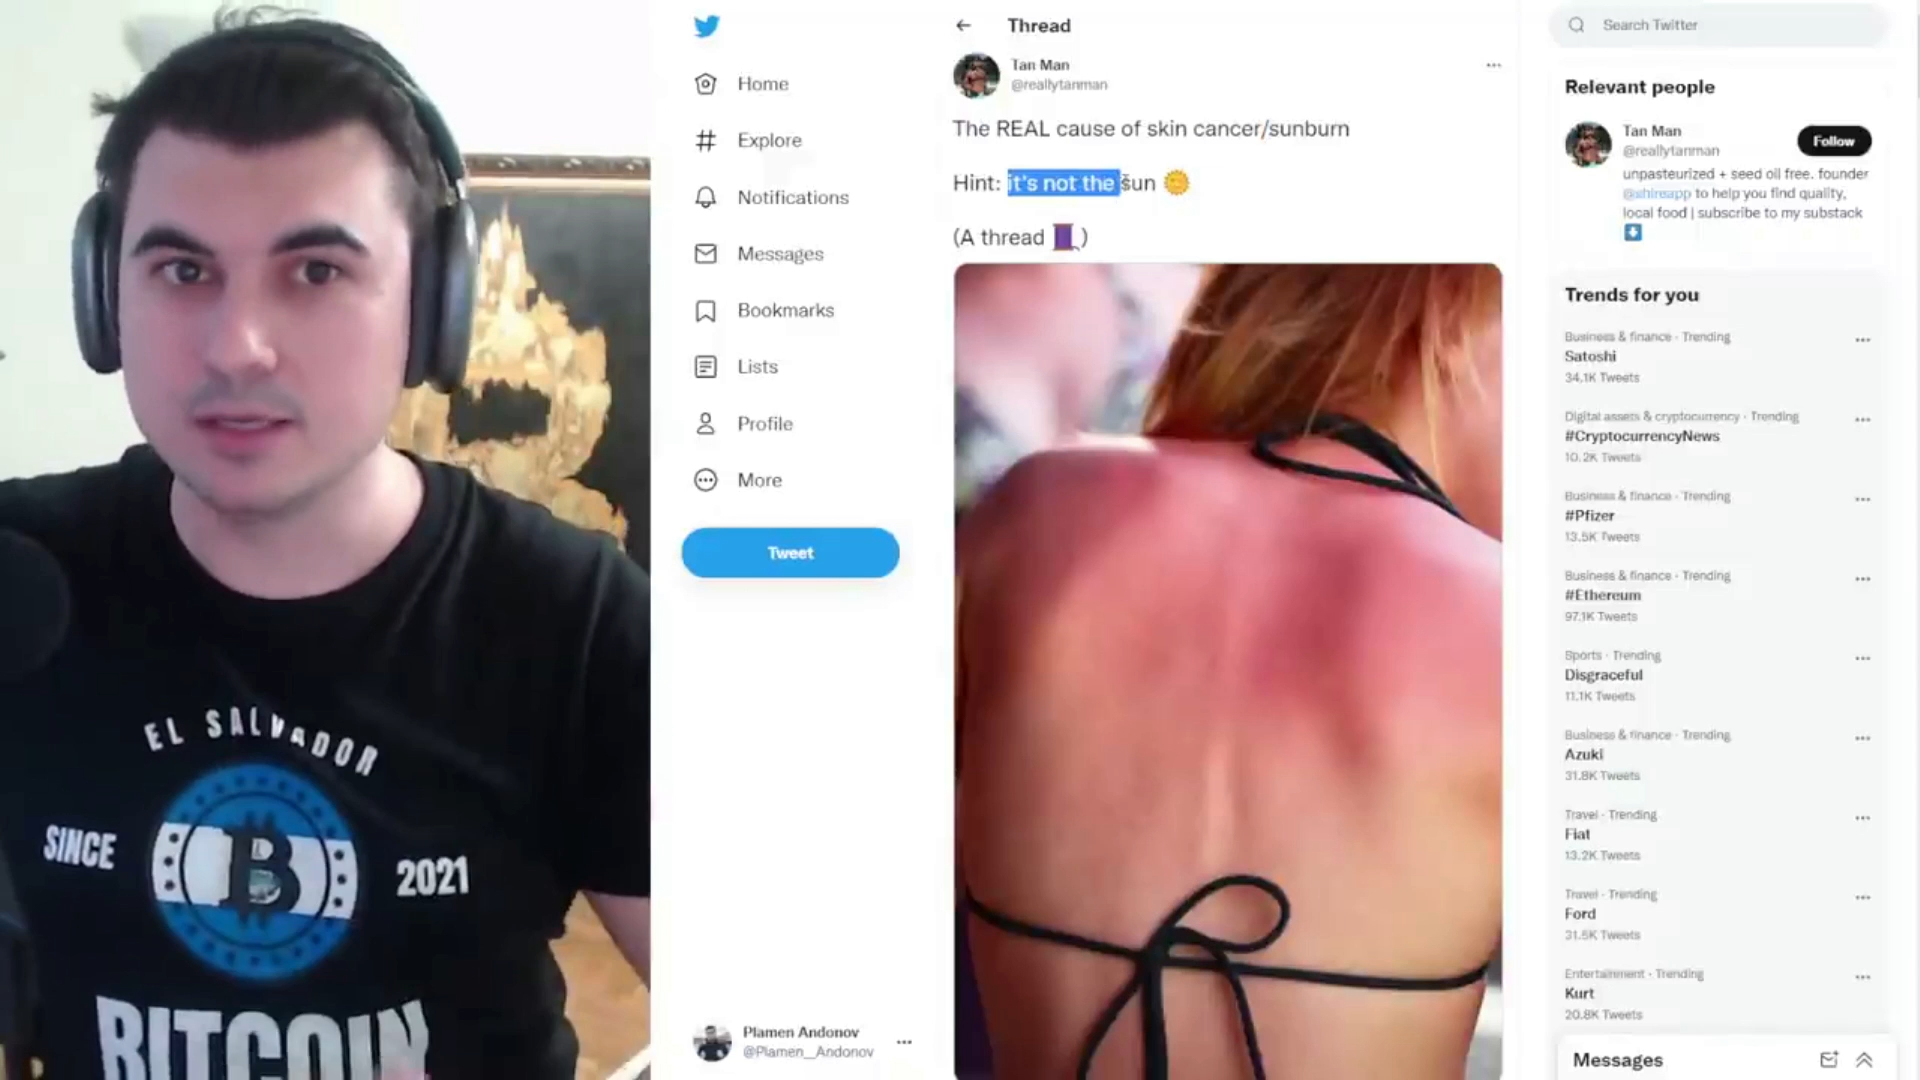 EL SALVADOR
SINCE
2021
BITCOIN
Home
Explore
Notifications
Messages
Bookmarks
Lists
Profile
More
Tweet
Plamen Andonov
@Plamen__Andonov
Thread
Tan Man
@reallytanman
The REAL cause of skin cancer/sunburn
Hint: it's not the sun
(A thread )
Search Twitter
Relevant people
Tan Man
@reallytanman
Follow
unpasteurized + seed oil free. founder
to help you find quality,
local food | subscribe to my substack
Trends for you
Business & finance · Trending
Satoshi
34.1K Tweets
Digital assets & cryptocurrency · Trending
#CryptocurrencyNews
10.2K Tweets
Business & finance · Trending
#Pfizer
13.5K Tweets
Business & finance · Trending
#Ethereum
97.1K Tweets
Sports · Trending
Disgraceful
11.1K Tweets
Business & finance · Trending
Azuki
31.8K Tweets
Travel · Trending
Fiat
13.2K Tweets
Travel · Trending
Ford
31.5K Tweets
Entertainment · Trending
Kurt
20.8K Tweets
Messages